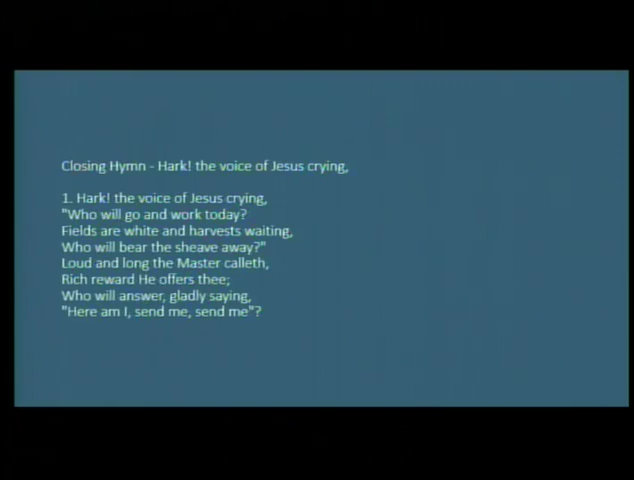 Closing Hymn - Hark! the voice of Jesus crying,
1. Hark! the voice of Jesus crying,
"Who will go and work today?
Fields are white and harvests waiting,
Who will bear the sheave away?"
Loud and long the Master calleth,
Rich reward He offers thee;
Who will answer, gladly saying,
"Here am I, send me, send me"?